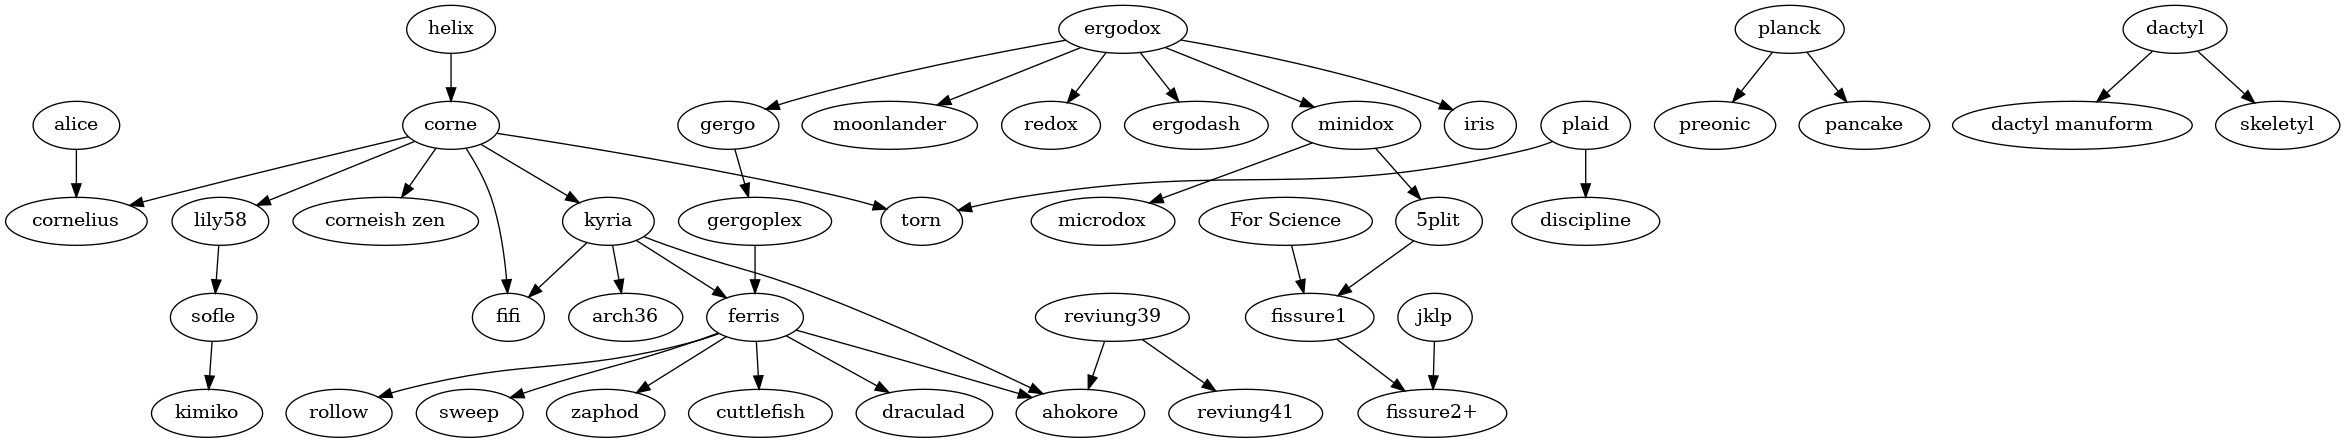 helix
ergodox
planck
dactyl
alice
corne
gergo
moonlander
redox
ergodash
minidox
iris
plaid
preonic
pancake
dactyl manuform
skeletyl
cornelius
lily58
corneish zen
kyria
gergoplex
torn
microdox
For Science
5plit
discipline
sofle
fifi
arch36
ferris
reviung39
fissure1
jklp
kimiko
rollow
sweep
zaphod
cuttlefish
draculad
ahokore
reviung41
fissure2+